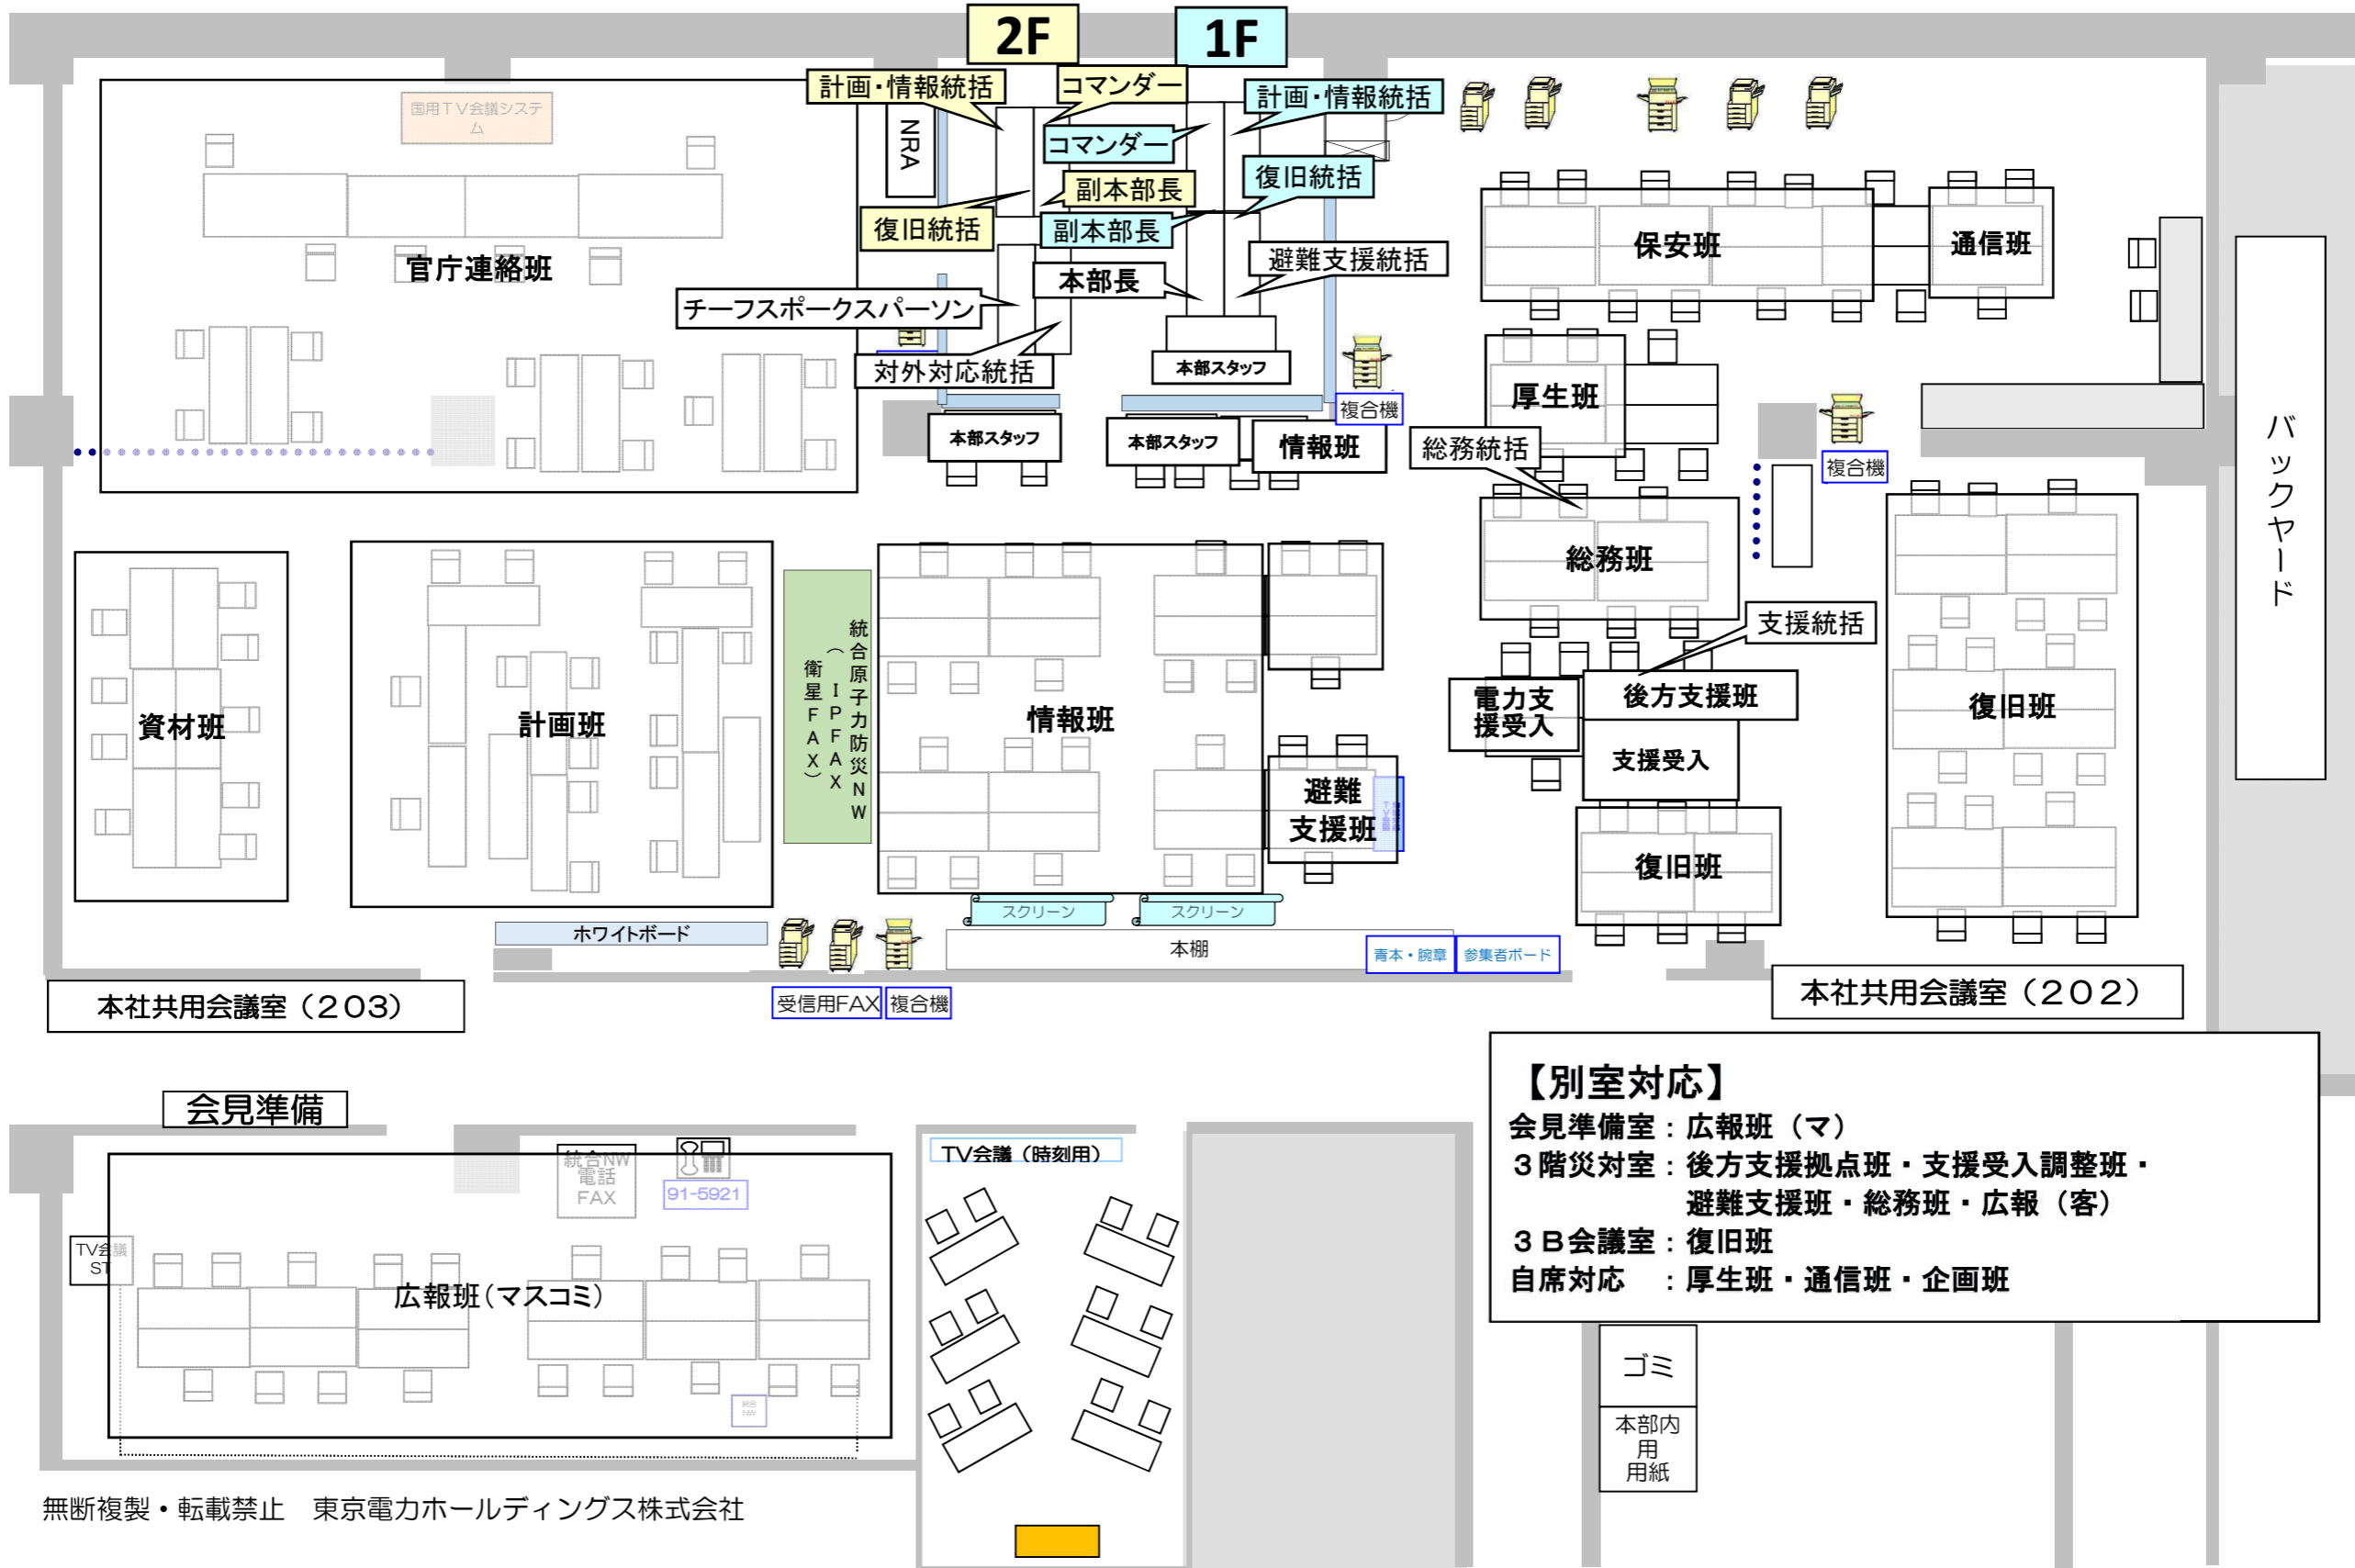 2F
1F
計画・情報統括
コマンダー
計画・情報統括
国用TV会議システ
ム
NRA
コマンダー
副本部長
復旧統括
復旧統括
副本部長
保安班
通信班
官庁連絡班
本部長
避難支援統括
チーフスポークスパーソン
対外対応統括
本部スタッフ
厚生班
複合機
本部スタッフ
本部スタッフ
情報班
総務統括
複合機
バックヤード
総務班
支援統括
統合原子力防災NW
(IPFAX
衛星FAX)
資材班
計画班
情報班
電力支
援受入
後方支援班
支援受入
復旧班
避難
支援班
復旧班
スクリーン
スクリーン
ホワイトボード
本棚
青本・腕章
参集者ボード
本社共用会議室(203)
受信用FAX
複合機
本社共用会議室(202)
会見準備
【別室対応】
会見準備室:広報班(マ)
3階災対室:後方支援拠点班・支援受入調整班・
避難支援班・総務班・広報(客)
3B会議室:復旧班
自席対応 :厚生班・通信班・企画班
統合NW
電話
FAX
91-5921
TV会議(時刻用)
TV会議
ST
広報班(マスコミ)
統合
NW
ゴミ
本部内
用
用紙
無断複製・転載禁止 東京電力ホールディングス株式会社